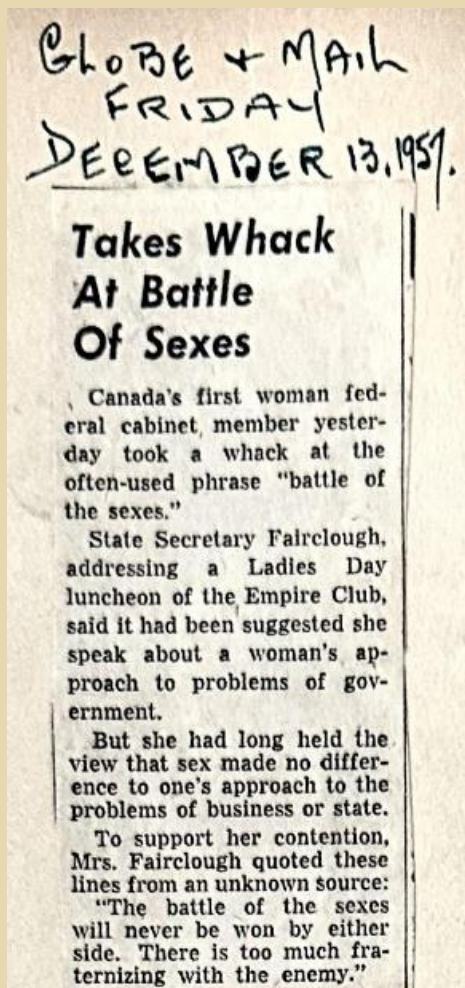 GLOBE + MAIL
FRIDAY
DECEMBER 13, 1957.
Takes Whack
At Battle
Of Sexes
Canada's first woman fed-
eral cabinet member yester-
day took a whack at the
often-used phrase "battle of
the sexes."
State Secretary Fairclough,
addressing a Ladies Day
luncheon of the Empire Club,
said it had been suggested she
speak about a woman's ap-
proach to problems of gov-
ernment.
But she had long held the
view that sex made no differ-
ence to one's approach to the
problems of business or state.
To support her contention,
Mrs. Fairclough quoted these
lines from an unknown source:
"The battle of the sexes
will never be won by either
side. There is too much fra-
ternizing with the enemy."